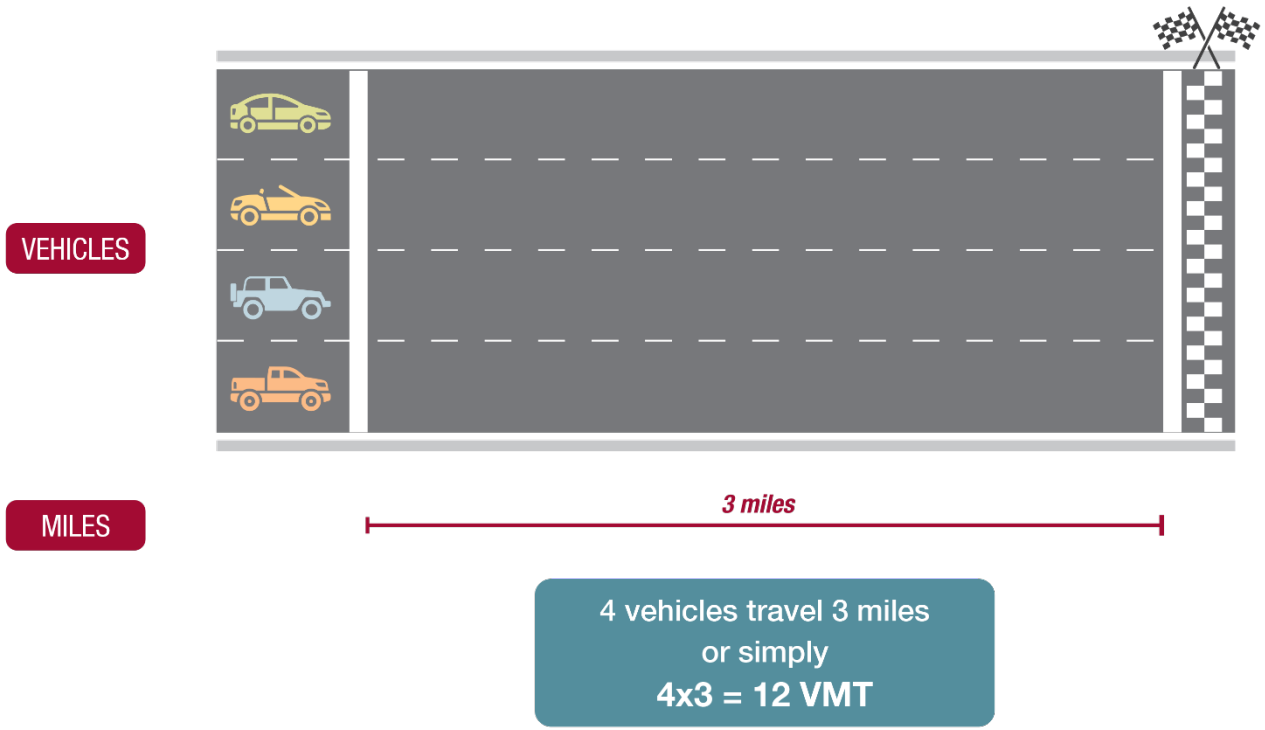 VEHICLES
MILES
3 miles
4 vehicles travel 3 miles
or simply
4x3 = 12 VMT